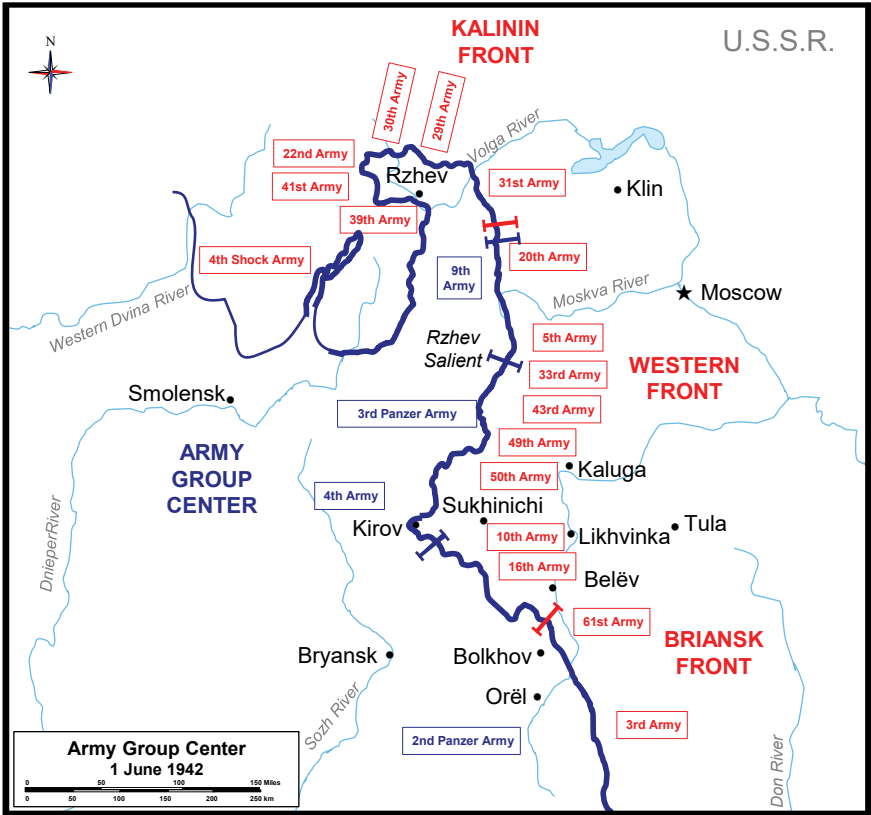 N
KALININ
FRONT
U.S.S.R.
30th Army
29th Army
Volga River
22nd Army
41st Army
Rzhev
31st Army
Klin
39th Army
4th Shock Army
9th
Army
20th Army
Western Dvina River
Moskva River
Moscow
Rzhev
Salient
5th Army
WESTERN
FRONT
33rd Army
Smolensk
3rd Panzer Army
43rd Army
ARMY
GROUP
CENTER
49th Army
50th Army
Kaluga
4th Army
Sukhinichi
Kirov
10th Army
Likhvinka
Tula
DnieperRiver
16th Army
Belëv
61st Army
BRIANSK
FRONT
Bryansk
Bolkhov
Orël
Sozh River
2nd Panzer Army
3rd Army
Don River
Army Group Center
1 June 1942
0 50 100 150 Miles
0 50 100 150 200 250 km